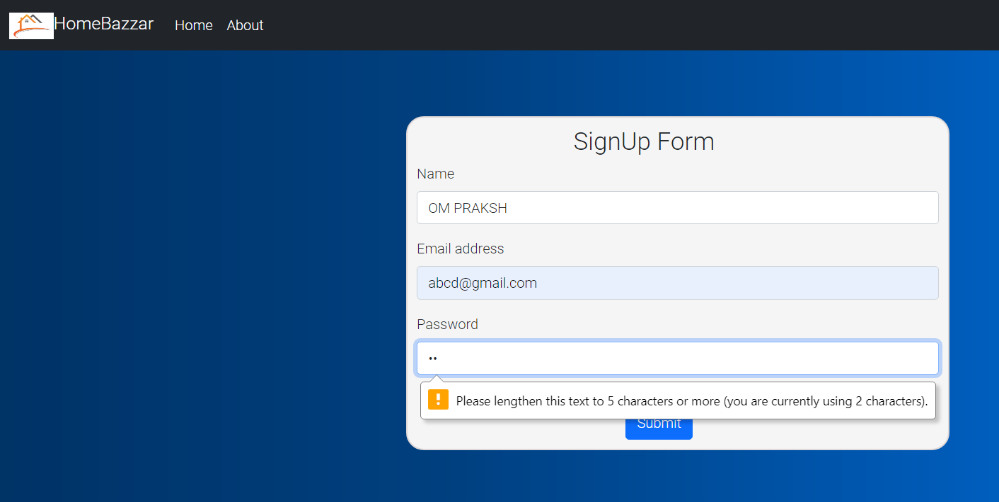 HomeBazzar Home About
SignUp Form
Name
OM PRAKSH
Email address
abcd@gmail.com
Password
••
Please lengthen this text to 5 characters or more (you are currently using 2 characters).
Submit